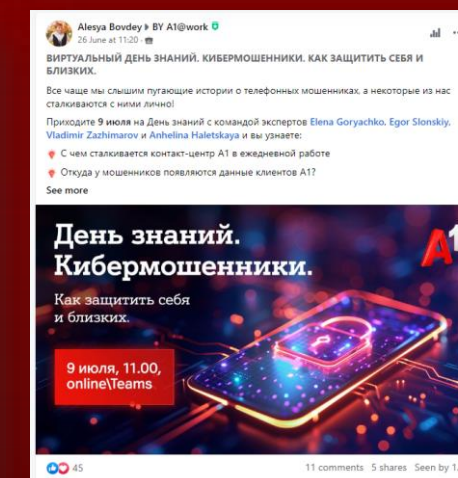 Alesya Bovdey ▸ BY A1@work
26 June at 11:20 ·
ВИРТУАЛЬНЫЙ ДЕНЬ ЗНАНИЙ. КИБЕРМОШЕННИКИ. КАК ЗАЩИТИТЬ СЕБЯ И
БЛИЗКИХ.
Все чаще мы слышим пугающие истории о телефонных мошенниках, а некоторые из нас
сталкиваются с ними лично!
Приходите 9 июля на День знаний с командой экспертов Elena Goryachko, Egor Slonskiy,
Vladimir Zazhimarov и Anhelina Haletskaya и вы узнаете:
С чем сталкивается контакт-центр А1 в ежедневной работе
Откуда у мошенников появляются данные клиентов А1?
See more
День знаний.
Кибермошенники.
A1
Как защитить себя
и близких.
9 июля, 11.00,
online\Teams
45
11 comments 5 shares Seen by